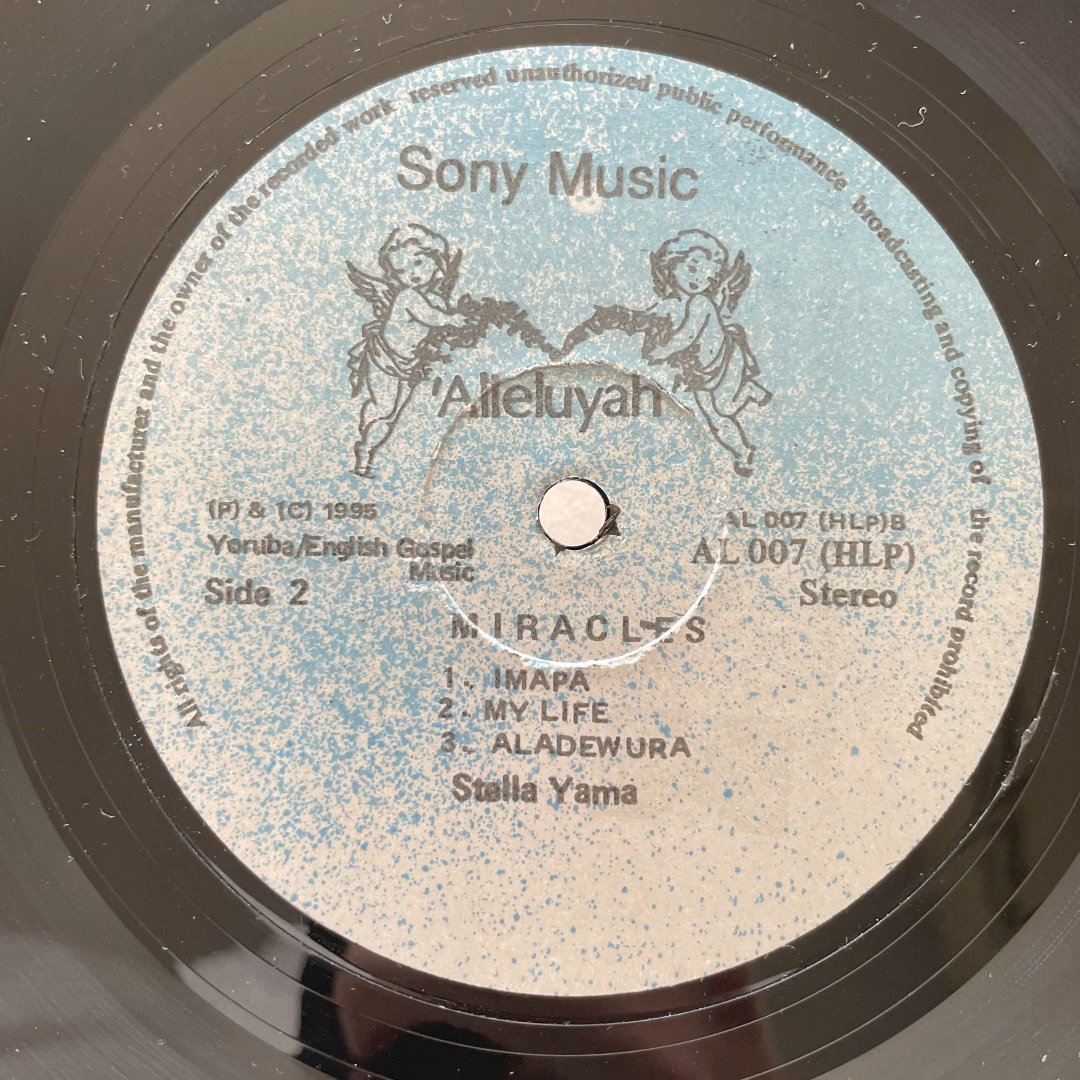 All rights of the manufacturer and the owner of the recorded work reserved unauthorized public performance broadcasting and copying of the record prohibited
Sony Music
'Alleluyah'
(P) & (C) 1995
Yoruba/English Gospel
Music
Side 2
AL 007 (HLP)B
AL 007 (HLP)
Stereo
MIRACLES
1. IMAPA
2. MY LIFE
3. ALADEWURA
Stella Yama